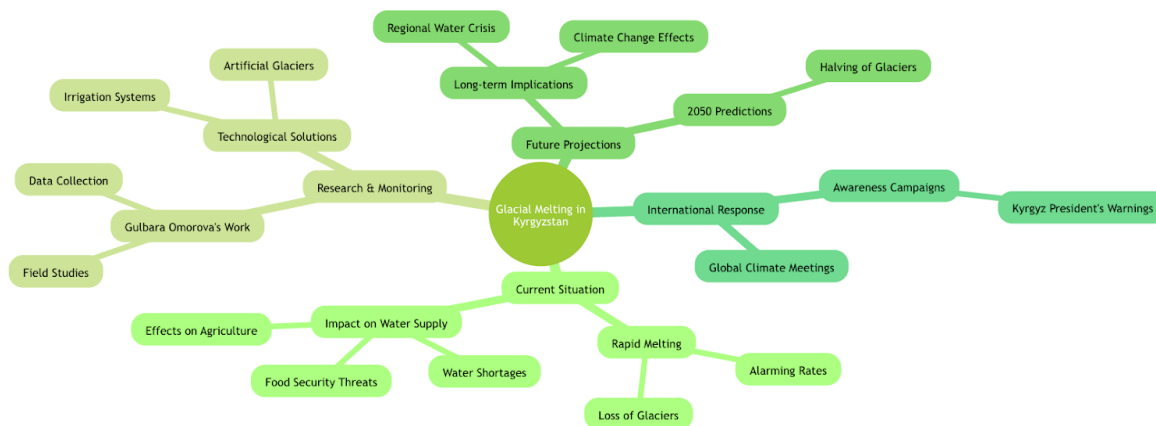 Regional Water Crisis
Climate Change Effects
Artificial Glaciers
Halving of Glaciers
Long-term Implications
Irrigation Systems
2050 Predictions
Technological Solutions
Future Projections
Data Collection
Research & Monitoring
Awareness Campaigns
Glacial Melting in
Kyrgyzstan
International Response
Kyrgyz President's Warnings
Gulbara Omorova's Work
Field Studies
Global Climate Meetings
Current Situation
Effects on Agriculture
Impact on Water Supply
Rapid Melting
Food Security Threats
Water Shortages
Alarming Rates
Loss of Glaciers